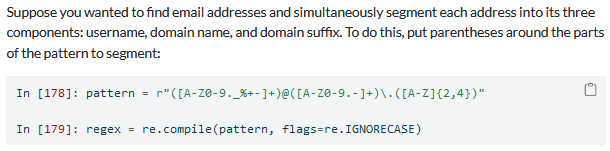 Suppose you wanted to find email addresses and simultaneously segment each address into its three
components: username, domain name, and domain suffix. To do this, put parentheses around the parts
of the pattern to segment:
In [178]: pattern = r"([A-Z0-9._%+-]+)@([A-Z0-9.-]+)\.([A-Z]{2,4})"
In [179]: regex = re.compile(pattern, flags=re.IGNORECASE)